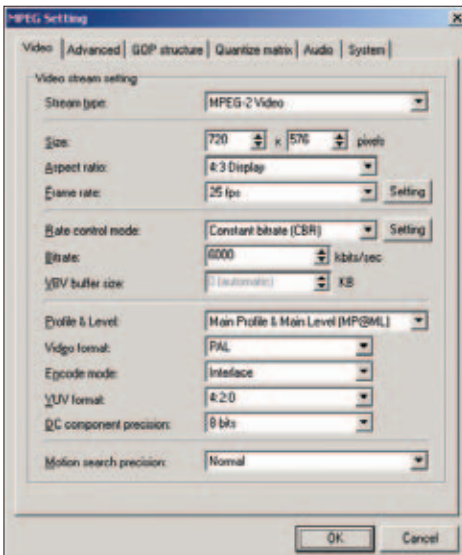 MPEG Setting
Video Advanced GOP structure Quantize matrix Audio System
Video stream setting
Stream type: MPEG-2 Video
Size: 720 x 576 pixels
Aspect ratio: 4:3 Display
Frame rate: 25 fps Setting
Rate control mode: Constant bitrate (CBR) Setting
Bitrate: 6000 kbits/sec
VBV buffer size: 0 (automatic) KB
Profile & Level: Main Profile & Main Level (MP@ML)
Video format: PAL
Encode mode: Interlace
YUV format: 4:2:0
DC component precision: 8 bits
Motion search precision: Normal
OK Cancel